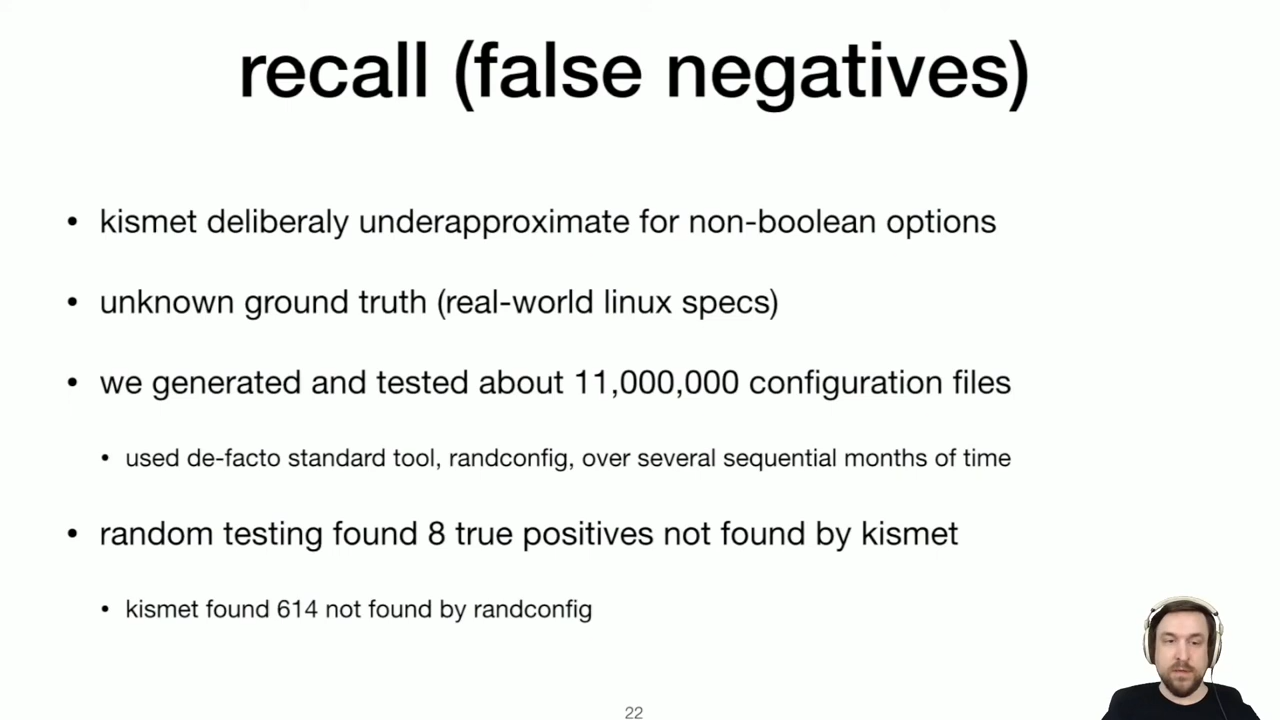 recall (false negatives)
• kismet deliberaly underapproximate for non-boolean options
• unknown ground truth (real-world linux specs)
• we generated and tested about 11,000,000 configuration files
• used de-facto standard tool, randconfig, over several sequential months of time
• random testing found 8 true positives not found by kismet
• kismet found 614 not found by randconfig
22